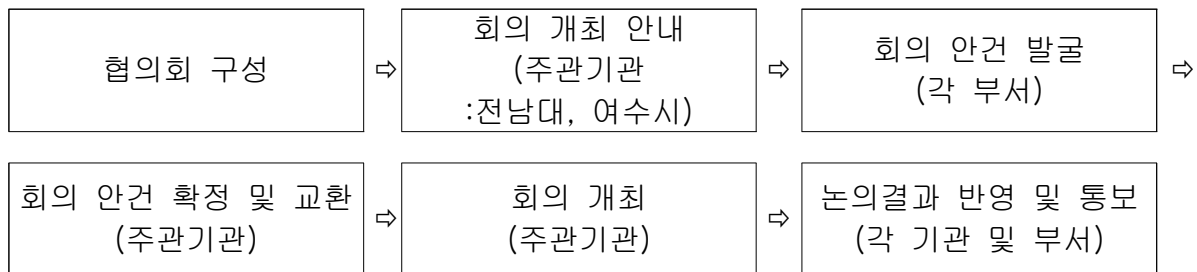 협의회 구성
⇨
회의 개최 안내
(주관기관
:전남대, 여수시)
⇨
회의 안건 발굴
(각 부서)
⇨
회의 안건 확정 및 교환
(주관기관)
⇨
회의 개최
(주관기관)
⇨
논의결과 반영 및 통보
(각 기관 및 부서)